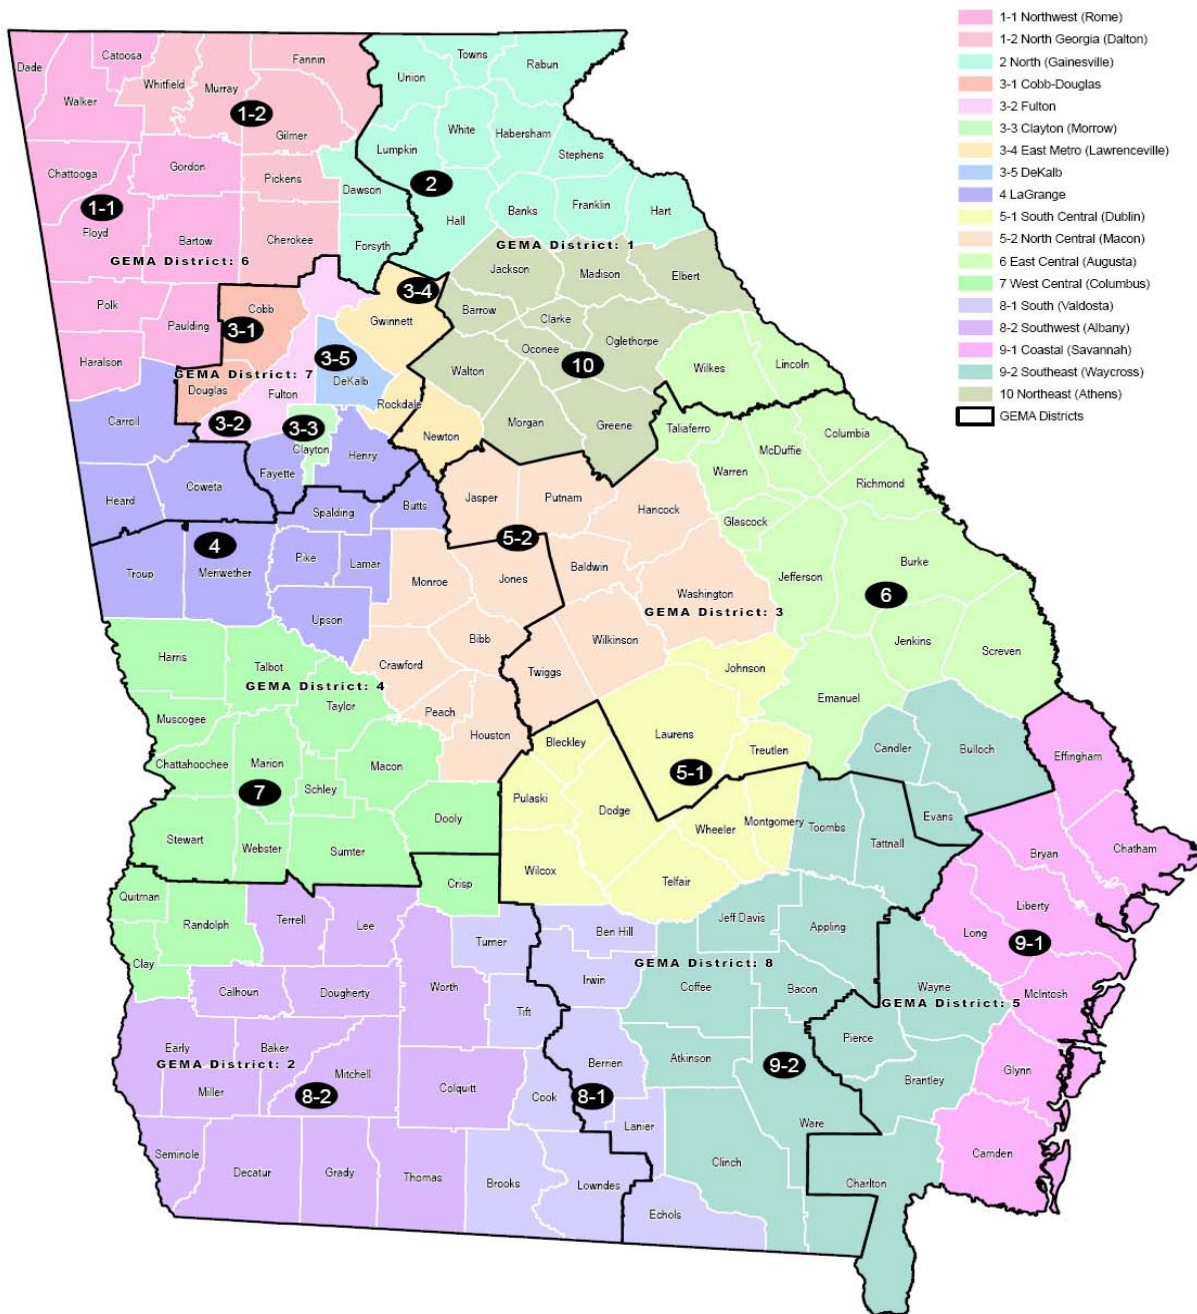 1-1 Northwest (Rome)
1-2 North Georgia (Dalton)
2 North (Gainesville)
3-1 Cobb-Douglas
3-2 Fulton
3-3 Clayton (Morrow)
3-4 East Metro (Lawrenceville)
3-5 DeKalb
4 LaGrange
5-1 South Central (Dublin)
5-2 North Central (Macon)
6 East Central (Augusta)
7 West Central (Columbus)
8-1 South (Valdosta)
8-2 Southwest (Albany)
9-1 Coastal (Savannah)
9-2 Southeast (Waycross)
10 Northeast (Athens)
GEMA Districts
Dade
Catoosa
Walker
Whitfield
Murray
Fannin
1-2
Gilmer
Chattooga
Gordon
Pickens
1-1
Floyd
Bartow
Cherokee
GEMA District: 6
Polk
Paulding
Haralson
Union
Towns
Rabun
Lumpkin
White
Habersham
Stephens
Dawson
2
Hall
Banks
Franklin
Hart
Forsyth
GEMA District: 1
Cobb
3-1
3-4
Gwinnett
3-5
DeKalb
GEMA District: 7
Douglas
Fulton
3-2
3-3
Clayton
Rockdale
Newton
Jackson
Madison
Elbert
Barrow
Clarke
Oconee
Oglethorpe
10
Walton
Morgan
Greene
Wilkes
Lincoln
Carroll
Heard
Coweta
Fayette
Henry
Spalding
Butts
4
Troup
Meriwether
Pike
Lamar
Upson
Jasper
Putnam
Hancock
5-2
Baldwin
Monroe
Jones
Washington
GEMA District: 3
Bibb
Wilkinson
Crawford
Twiggs
Peach
Houston
Taliaferro
McDuffie
Columbia
Warren
Richmond
Glascock
Jefferson
Burke
6
Jenkins
Screven
Emanuel
Johnson
Laurens
Treutlen
5-1
Bleckley
Pulaski
Dodge
Wheeler
Montgomery
Wilcox
Telfair
Harris
Talbot
GEMA District: 4
Taylor
Muscogee
Chattahoochee
Marion
Macon
Schley
7
Dooly
Stewart
Webster
Sumter
Crisp
Quitman
Randolph
Clay
Candler
Bulloch
Effingham
Toombs
Tattnall
Evans
Bryan
Chatham
Liberty
Long
9-1
McIntosh
Glynn
Camden
Terrell
Lee
Turner
Ben Hill
Irwin
Calhoun
Dougherty
Worth
Tift
Early
Baker
GEMA District: 2
Miller
Mitchell
8-2
Colquitt
Cook
Berrien
8-1
Lanier
Seminole
Decatur
Grady
Thomas
Brooks
Lowndes
Echols
Jeff Davis
Appling
GEMA District: 8
Coffee
Bacon
Wayne
GEMA District: 5
Pierce
Atkinson
9-2
Brantley
Ware
Clinch
Charlton